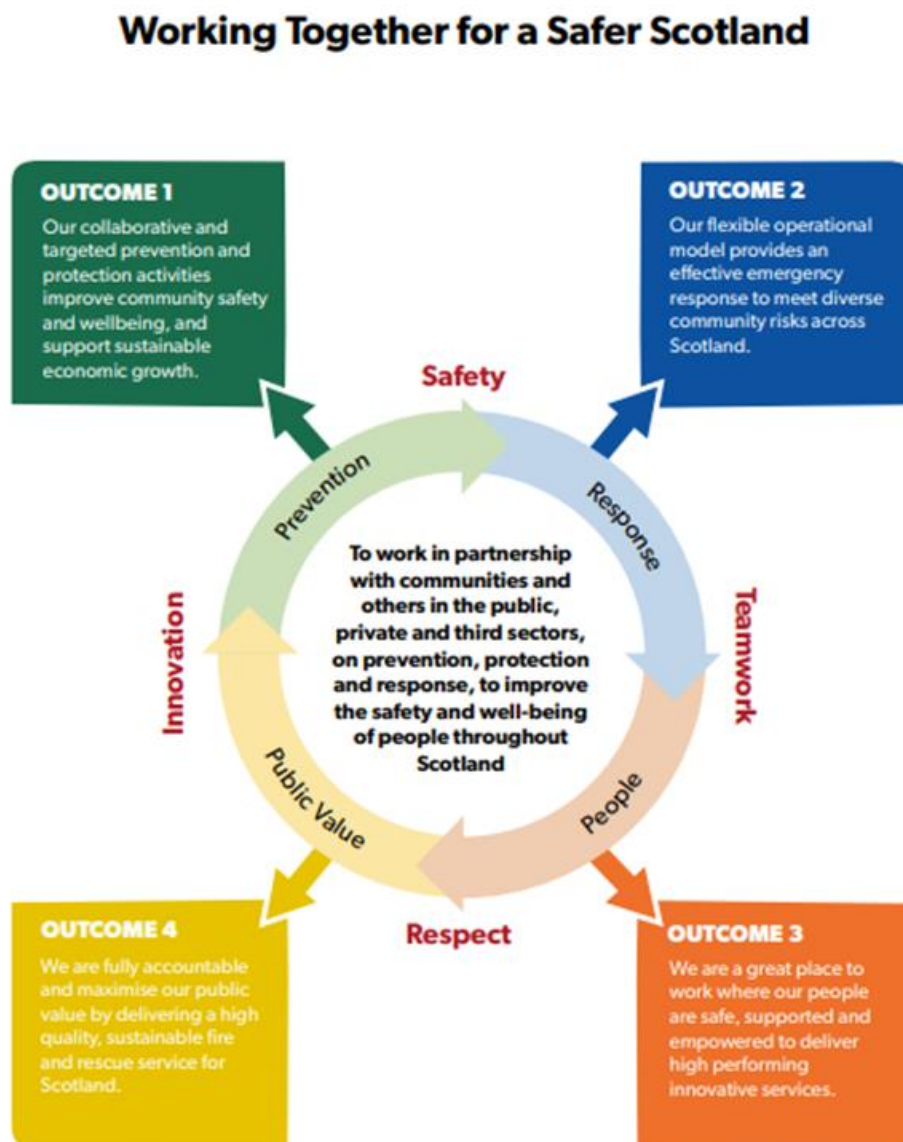 Working Together for a Safer Scotland
OUTCOME 1
Our collaborative and
targeted prevention and
protection activities
improve community safety
and wellbeing, and
support sustainable
economic growth.
OUTCOME 2
Our flexible operational
model provides an
effective emergency
response to meet diverse
community risks across
Scotland.
Safety
Prevention
Response
Innovation
To work in partnership
with communities and
others in the public,
private and third sectors,
on prevention, protection
and response, to improve
the safety and well-being
of people throughout
Scotland
Teamwork
Public Value
People
Respect
OUTCOME 4
We are fully accountable
and maximise our public
value by delivering a high
quality, sustainable fire
and rescue service for
Scotland.
OUTCOME 3
We are a great place to
work where our people
are safe, supported and
empowered to deliver
high performing
innovative services.